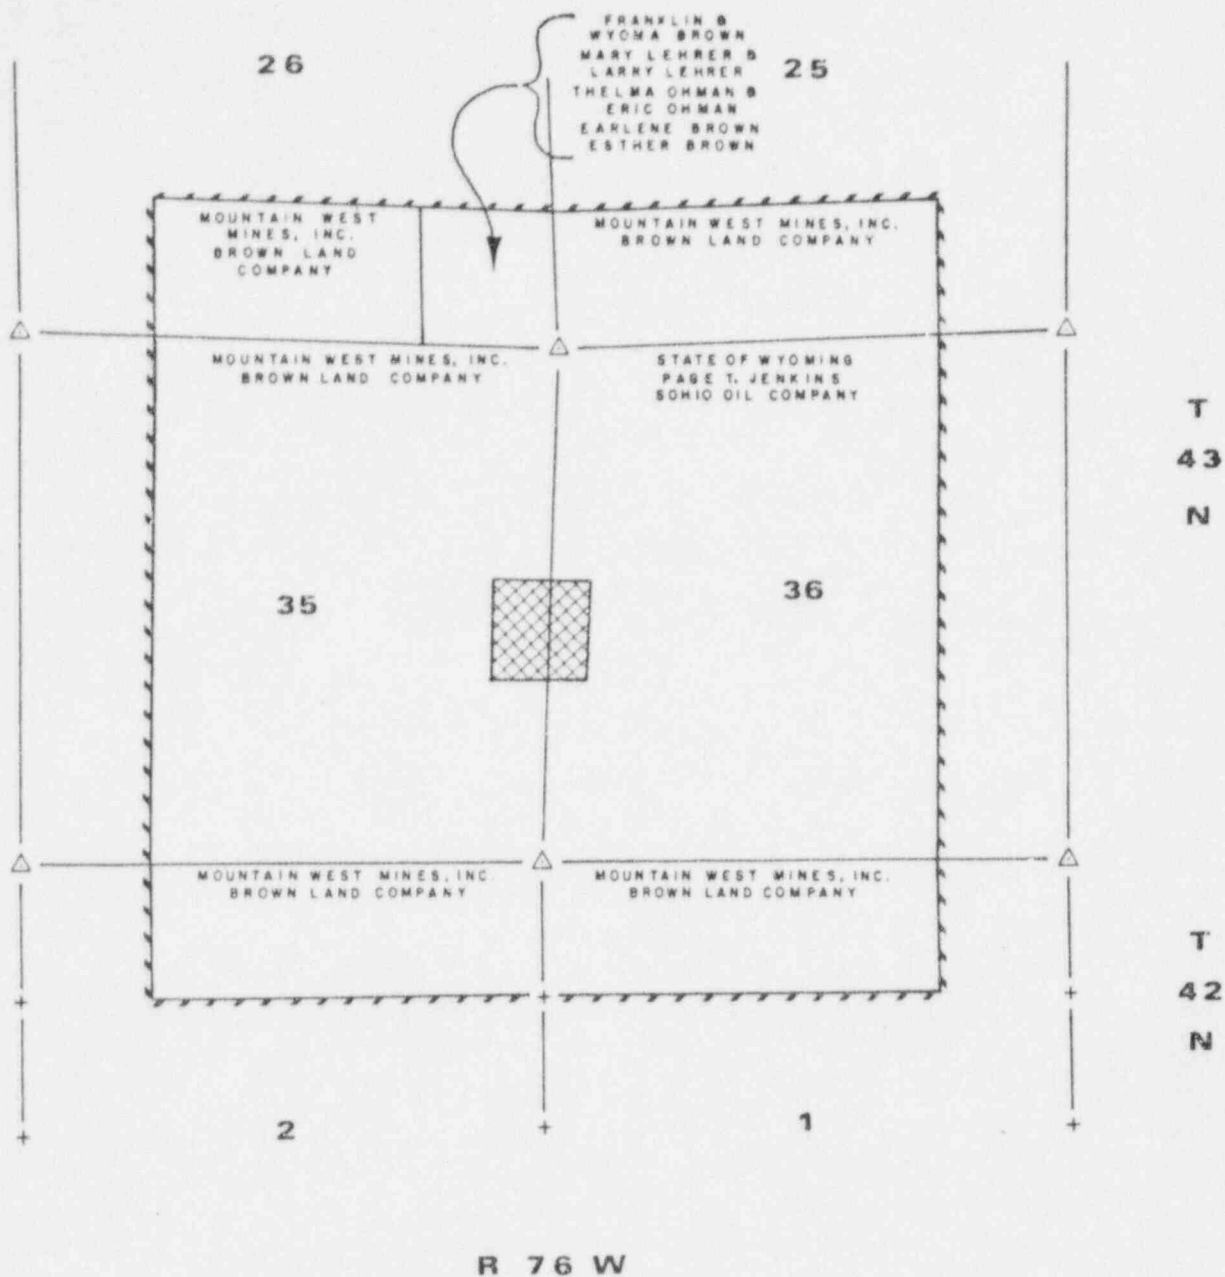 FRANKLIN &
WYOMA BROWN
MARY LEHRER &
LARRY LEHRER
THELMA OHMAN &
ERIC OHMAN
EARLENE BROWN
ESTHER BROWN
26
25
MOUNTAIN WEST
MINES, INC.
BROWN LAND
COMPANY
MOUNTAIN WEST MINES, INC.
BROWN LAND COMPANY
MOUNTAIN WEST MINES, INC.
BROWN LAND COMPANY
STATE OF WYOMING
PAGE T. JENKINS
SOHIO OIL COMPANY
T
43
N
35
36
MOUNTAIN WEST MINES, INC.
BROWN LAND COMPANY
MOUNTAIN WEST MINES, INC.
BROWN LAND COMPANY
T
42
N
2
1
R 76 W